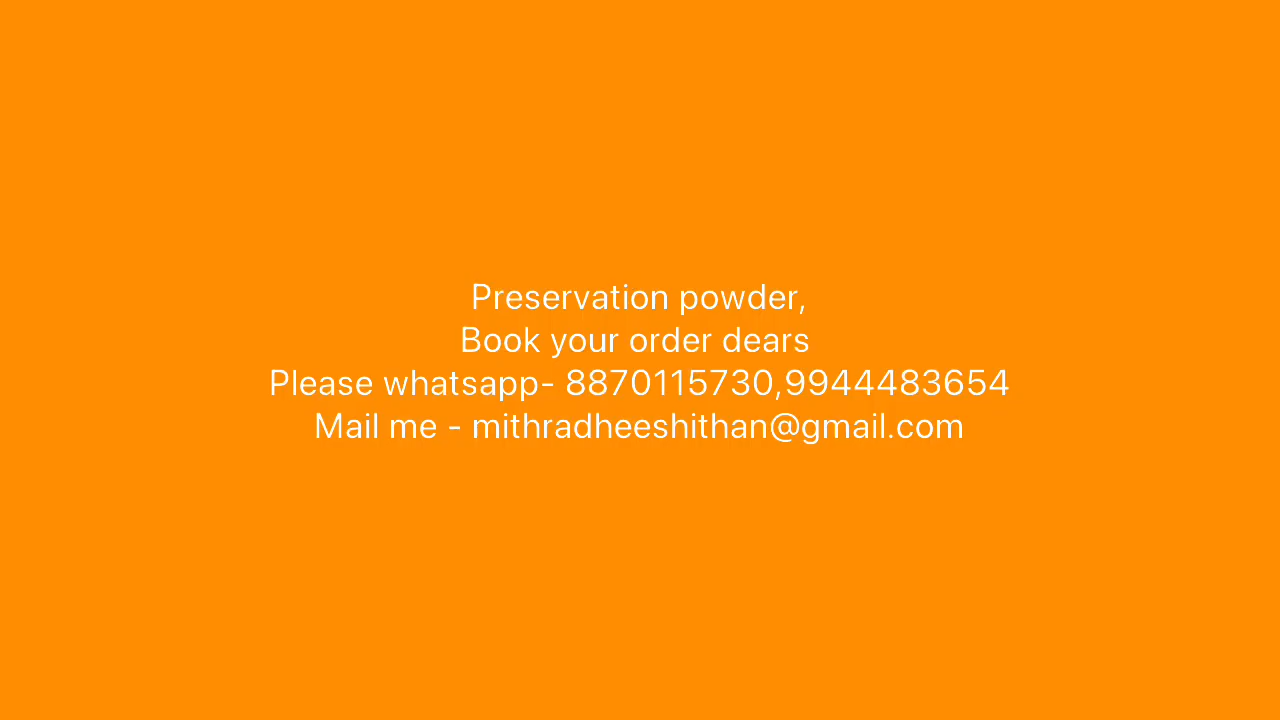 Preservation powder,
Book your order dears
Please whatsapp- 8870115730,9944483654
Mail me - mithradheeshithan@gmail.com